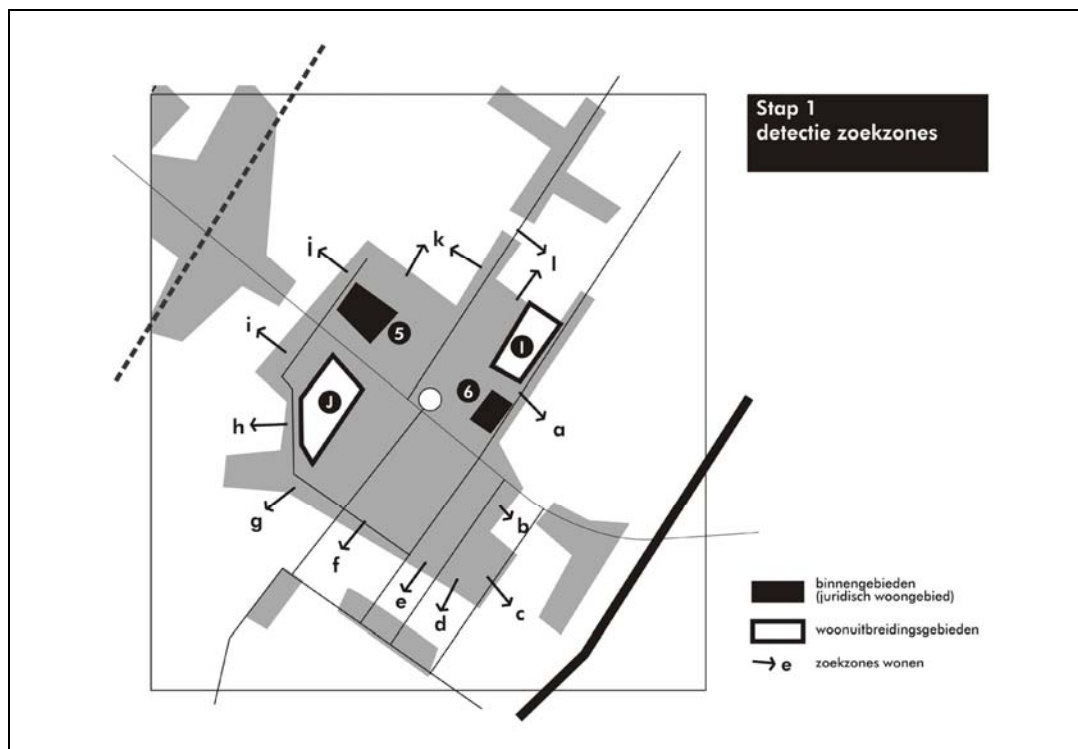 Stap 1
detectie zoekzones
k
j
l
5
i
I
6
J
a
h
g
b
f
e
d
c
binnengebieden
(juridisch woongebied)
woonuitbreidingsgebieden
e zoekzones wonen